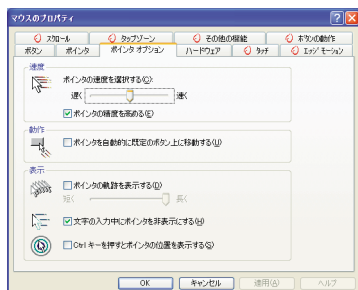 マウスのプロパティ
スクロール タップゾーン その他の機能 ボタンの動作
ボタン ポインタ ポインタ オプション ハードウェア タッチ エッジ モーション
速度
ポインタの速度を選択する(C):
遅く 速く
ポインタの精度を高める(E)
動作
ポインタを自動的に既定のボタン上に移動する(U)
表示
ポインタの軌跡を表示する(D)
短く 長く
文字の入力中にポインタを非表示にする(H)
Ctrl キーを押すとポインタの位置を表示する(S)
OK キャンセル 適用(A) ヘルプ